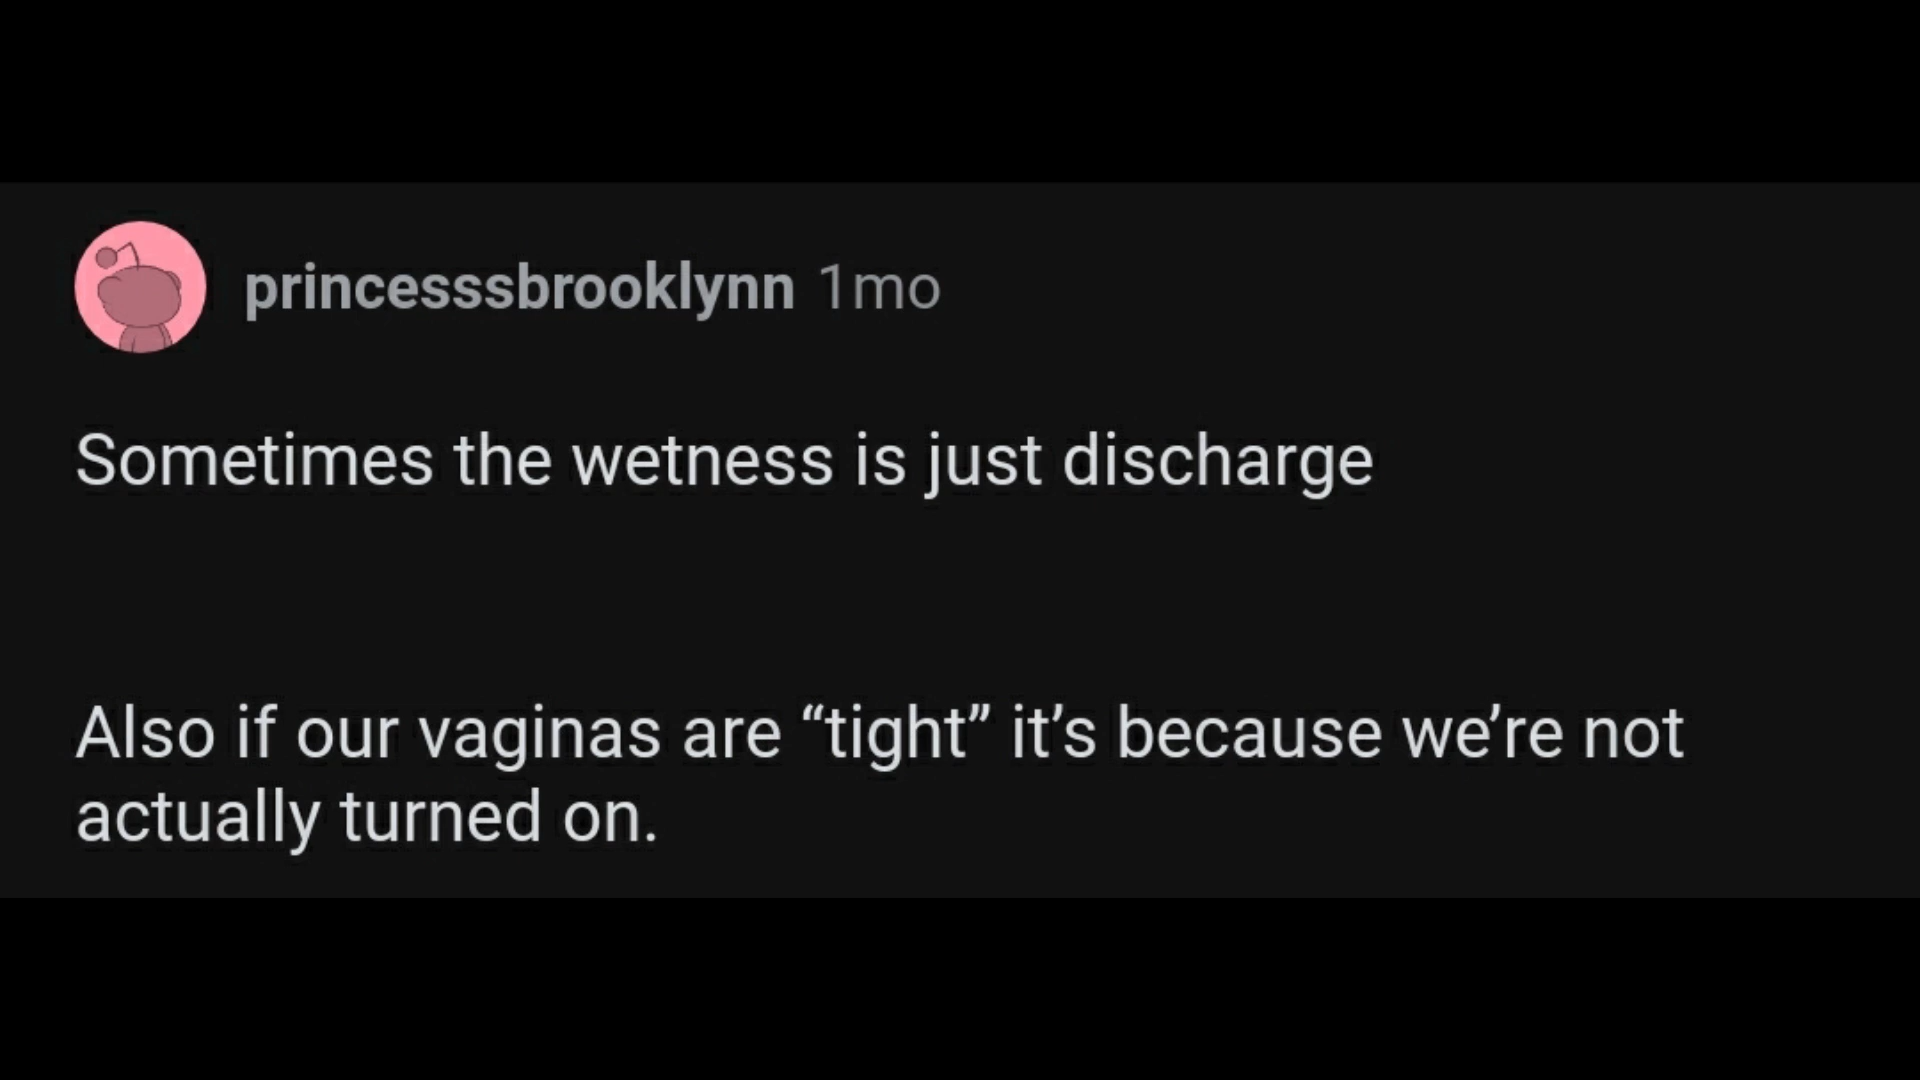 princesssbrooklynn 1mo
Sometimes the wetness is just discharge
Also if our vaginas are “tight” it’s because we’re not
actually turned on.